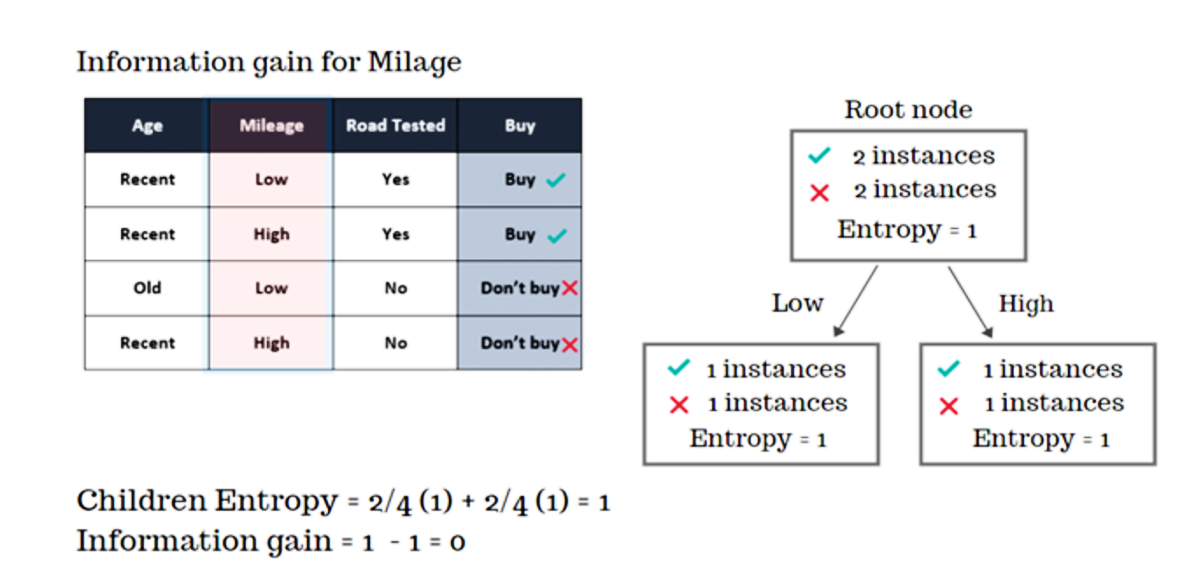 Information gain for Milage
Age Mileage Road Tested Buy
Recent Low Yes Buy
Recent High Yes Buy
Old Low No Don't buy
Recent High No Don't buy
Root node
2 instances
2 instances
Entropy = 1
Low High
1 instances
1 instances
Entropy = 1
1 instances
1 instances
Entropy = 1
Children Entropy = 2/4 (1) + 2/4 (1) = 1
Information gain = 1 - 1 = 0